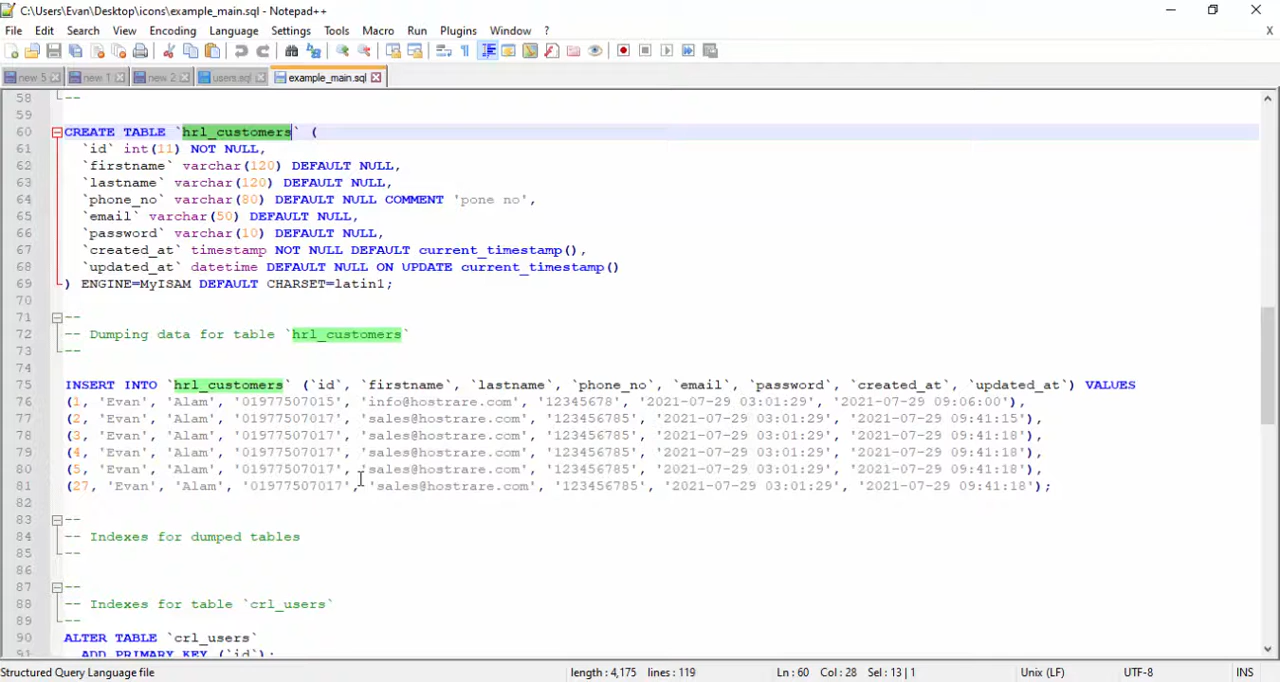 C:\Users\Evan\Desktop\icons\example_main.sql - Notepad++
File Edit Search View Encoding Language Settings Tools Macro Run Plugins Window ?
X
new 5 new 1 new 2 users.sql example_main.sql
58 --
59
60 CREATE TABLE `hrl_customers` (
61 `id` int(11) NOT NULL,
62 `firstname` varchar(120) DEFAULT NULL,
63 `lastname` varchar(120) DEFAULT NULL,
64 `phone_no` varchar(80) DEFAULT NULL COMMENT 'pone no',
65 `email` varchar(50) DEFAULT NULL,
66 `password` varchar(10) DEFAULT NULL,
67 `created_at` timestamp NOT NULL DEFAULT current_timestamp(),
68 `updated_at` datetime DEFAULT NULL ON UPDATE current_timestamp()
69 ) ENGINE=MyISAM DEFAULT CHARSET=latin1;
70
71 --
72 -- Dumping data for table `hrl_customers`
73 --
74
75 INSERT INTO `hrl_customers` (`id`, `firstname`, `lastname`, `phone_no`, `email`, `password`, `created_at`, `updated_at`) VALUES
76 (1, 'Evan', 'Alam', '01977507015', 'info@hostrare.com', '12345678', '2021-07-29 03:01:29', '2021-07-29 09:06:00'),
77 (2, 'Evan', 'Alam', '01977507017', 'sales@hostrare.com', '123456785', '2021-07-29 03:01:29', '2021-07-29 09:41:15'),
78 (3, 'Evan', 'Alam', '01977507017', 'sales@hostrare.com', '123456785', '2021-07-29 03:01:29', '2021-07-29 09:41:18'),
79 (4, 'Evan', 'Alam', '01977507017', 'sales@hostrare.com', '123456785', '2021-07-29 03:01:29', '2021-07-29 09:41:18'),
80 (5, 'Evan', 'Alam', '01977507017', 'sales@hostrare.com', '123456785', '2021-07-29 03:01:29', '2021-07-29 09:41:18'),
81 (27, 'Evan', 'Alam', '01977507017', 'sales@hostrare.com', '123456785', '2021-07-29 03:01:29', '2021-07-29 09:41:18');
82
83 --
84 -- Indexes for dumped tables
85 --
86
87 --
88 -- Indexes for table `crl_users`
89 --
90 ALTER TABLE `crl_users`
91 ADD PRIMARY KEY (`id`);
Structured Query Language file length : 4,175 lines : 119 Ln : 60 Col : 28 Sel : 13 | 1 Unix (LF) UTF-8 INS